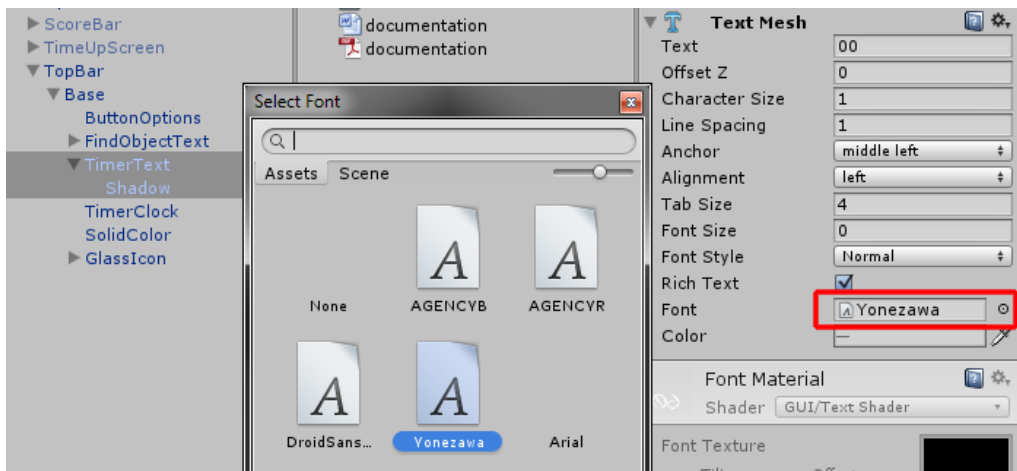 ScoreBar
TimeUpScreen
TopBar
Base
ButtonOptions
FindObjectText
TimerText
Shadow
TimerClock
SolidColor
GlassIcon
documentation
documentation
Select Font
Assets Scene
None AGENCYB AGENCYR
DroidSans... Yonezawa Arial
Text Mesh
Text 00
Offset Z 0
Character Size 1
Line Spacing 1
Anchor middle left
Alignment left
Tab Size 4
Font Size 0
Font Style Normal
Rich Text
Font Yonezawa
Color
Font Material
Shader GUI/Text Shader
Font Texture